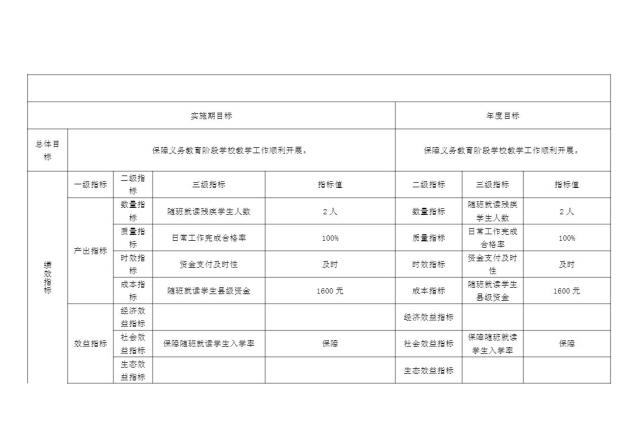 实施期目标 年度目标
总体目
标
保障义务教育阶段学校教学工作顺利开展。 保障义务教育阶段学校教学工作顺利开展。
绩效指标
一级指标 二级指
标 三级指标 指标值 二级指标 三级指标 指标值
产出指标
数量指
标 随班就读残疾学生人数 2人 数量指标 随班就读残疾
学生人数 2人
质量指
标 日常工作完成合格率 100% 质量指标 日常工作完成
合格率 100%
时效指
标 资金支付及时性 及时 时效指标 资金支付及时
性 及时
成本指
标 随班就读学生县级资金 1600元 成本指标 随班就读学生
县级资金 1600元
效益指标
经济效
益指标 经济效益指标
社会效
益指标 保障随班就读学生入学率 保障 社会效益指标 保障随班就读
学生入学率 保障
生态效
益指标 生态效益指标